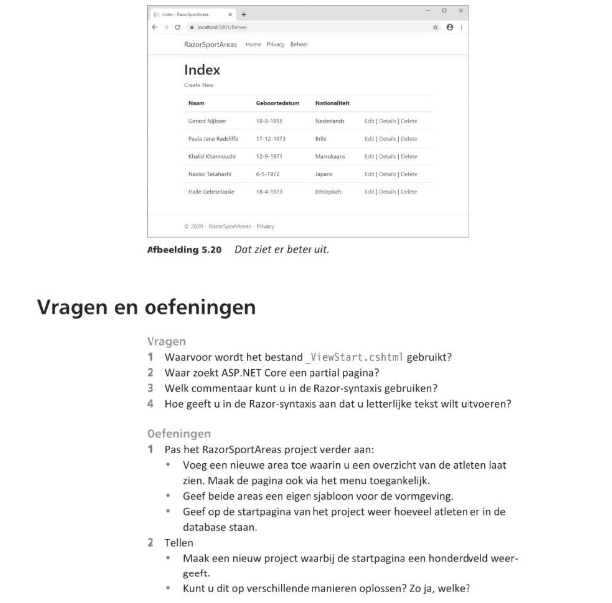 Index - RazorSportAreas
localhost:5001/Beheer
RazorSportAreas Home Privacy Beheer
Index
Create New
Naam Geboortedatum Nationaliteit
Gerard Nijboer 18-8-1955 Nederlands Edit | Details | Delete
Paula Jane Radcliffe 17-12-1973 Brits Edit | Details | Delete
Khalid Khannouchi 12-9-1971 Marrokaans Edit | Details | Delete
Naoko Takahashi 6-5-1972 Japans Edit | Details | Delete
Haile Gebrselassie 18-4-1973 Ethiopisch Edit | Details | Delete
© 2020 - RazorSportAreas - Privacy
Afbeelding 5.20 Dat ziet er beter uit.
Vragen en oefeningen
Vragen
1 Waarvoor wordt het bestand _ViewStart.cshtml gebruikt?
2 Waar zoekt ASP.NET Core een partial pagina?
3 Welk commentaar kunt u in de Razor-syntaxis gebruiken?
4 Hoe geeft u in de Razor-syntaxis aan dat u letterlijke tekst wilt uitvoeren?
Oefeningen
1 Pas het RazorSportAreas project verder aan:
• Voeg een nieuwe area toe waarin u een overzicht van de atleten laat
zien. Maak de pagina ook via het menu toegankelijk.
• Geef beide areas een eigen sjabloon voor de vormgeving.
• Geef op de startpagina van het project weer hoeveel atleten er in de
database staan.
2 Tellen
• Maak een nieuw project waarbij de startpagina een honderdveld weer-
geeft.
• Kunt u dit op verschillende manieren oplossen? Zo ja, welke?